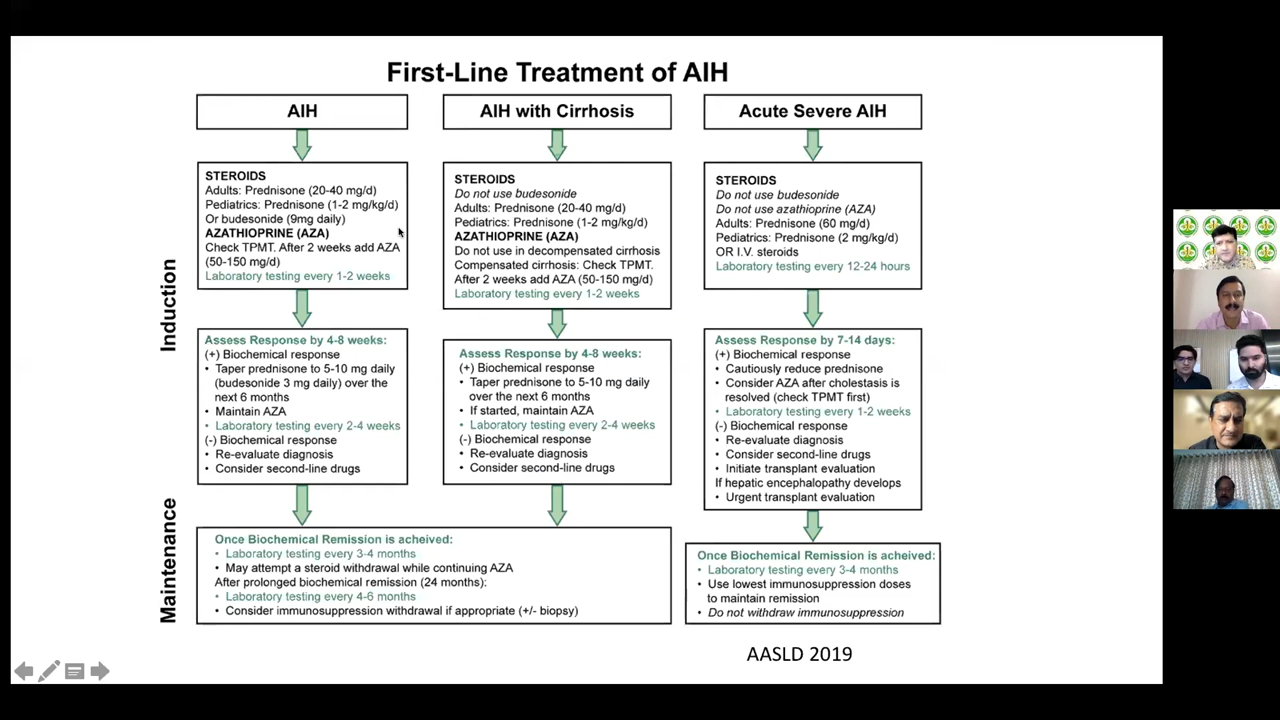 First-Line Treatment of AIH
AIH
STEROIDS
Adults: Prednisone (20-40 mg/d)
Pediatrics: Prednisone (1-2 mg/kg/d)
Or budesonide (9mg daily)
AZATHIOPRINE (AZA)
Check TPMT. After 2 weeks add AZA
(50-150 mg/d)
Laboratory testing every 1-2 weeks
AIH with Cirrhosis
STEROIDS
Do not use budesonide
Adults: Prednisone (20-40 mg/d)
Pediatrics: Prednisone (1-2 mg/kg/d)
AZATHIOPRINE (AZA)
Do not use in decompensated cirrhosis
Compensated cirrhosis: Check TPMT.
After 2 weeks add AZA (50-150 mg/d)
Laboratory testing every 1-2 weeks
Acute Severe AIH
STEROIDS
Do not use budesonide
Do not use azathioprine (AZA)
Adults: Prednisone (60 mg/d)
Pediatrics: Prednisone (2 mg/kg/d)
OR I.V. steroids
Laboratory testing every 12-24 hours
Induction
Assess Response by 4-8 weeks:
(+) Biochemical response
• Taper prednisone to 5-10 mg daily
(budesonide 3 mg daily) over the
next 6 months
• Maintain AZA
• Laboratory testing every 2-4 weeks
(-) Biochemical response
• Re-evaluate diagnosis
• Consider second-line drugs
Assess Response by 4-8 weeks:
(+) Biochemical response
• Taper prednisone to 5-10 mg daily
over the next 6 months
• If started, maintain AZA
• Laboratory testing every 2-4 weeks
(-) Biochemical response
• Re-evaluate diagnosis
• Consider second-line drugs
Assess Response by 7-14 days:
(+) Biochemical response
• Cautiously reduce prednisone
• Consider AZA after cholestasis is
resolved (check TPMT first)
• Laboratory testing every 1-2 weeks
(-) Biochemical response
• Re-evaluate diagnosis
• Consider second-line drugs
• Initiate transplant evaluation
If hepatic encephalopathy develops
• Urgent transplant evaluation
Maintenance
Once Biochemical Remission is acheived:
• Laboratory testing every 3-4 months
• May attempt a steroid withdrawal while continuing AZA
After prolonged biochemical remission (24 months):
• Laboratory testing every 4-6 months
• Consider immunosuppression withdrawal if appropriate (+/- biopsy)
Once Biochemical Remission is acheived:
• Laboratory testing every 3-4 months
• Use lowest immunosuppression doses
to maintain remission
• Do not withdraw immunosuppression
AASLD 2019